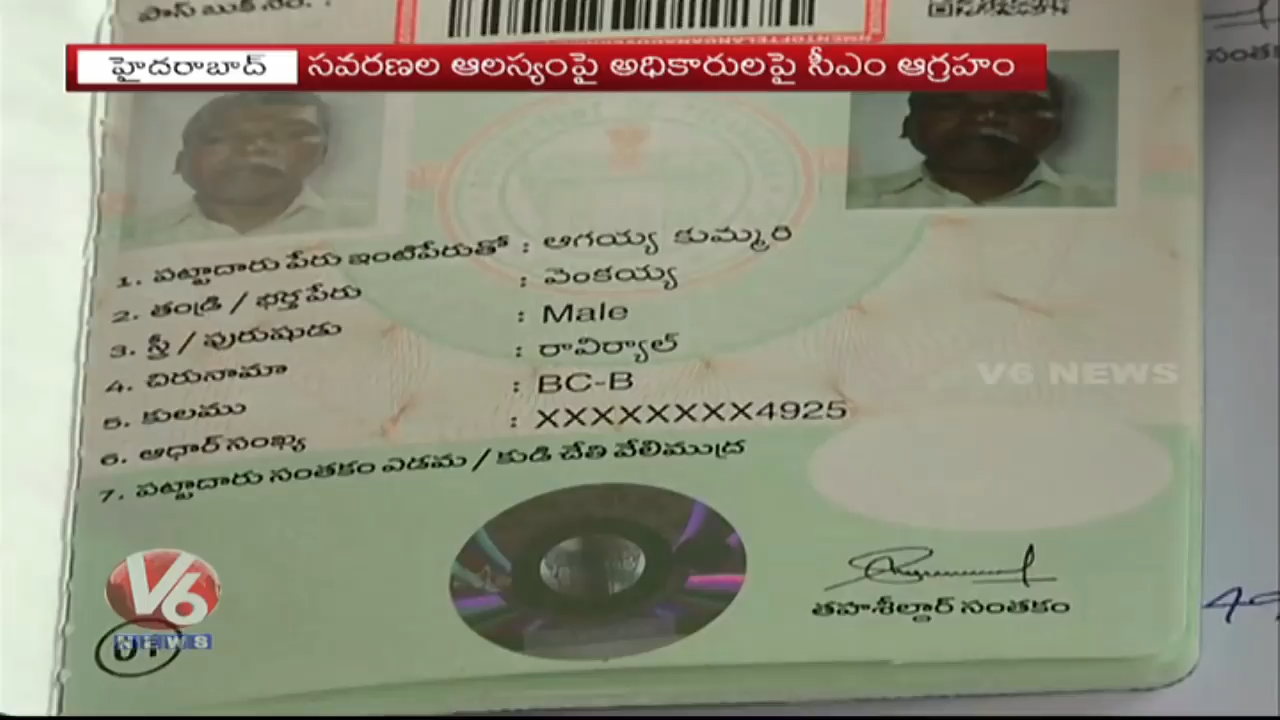 పాస్ బుక్ నెం. :
హైదరాబాద్ సవరణల ఆలస్యంపై అధికారులపై సీఎం ఆగ్రహం
1. పట్టాదారు పేరు ఇంటిపేరుతో : ఆగయ్య కుమ్మరి
2. తండ్రి / భర్త పేరు : వెంకయ్య
3. స్త్రీ / పురుషుడు : Male
4. చిరునామా : రావిర్యాల్
5. కులము : BC-B
6. ఆధార్ సంఖ్య : XXXXXXXX4925
7. పట్టాదారు సంతకం ఎడమ / కుడి చేతి వేలిముద్ర
V6 NEWS
తహశీల్దార్ సంతకం
V6
NEWS
01